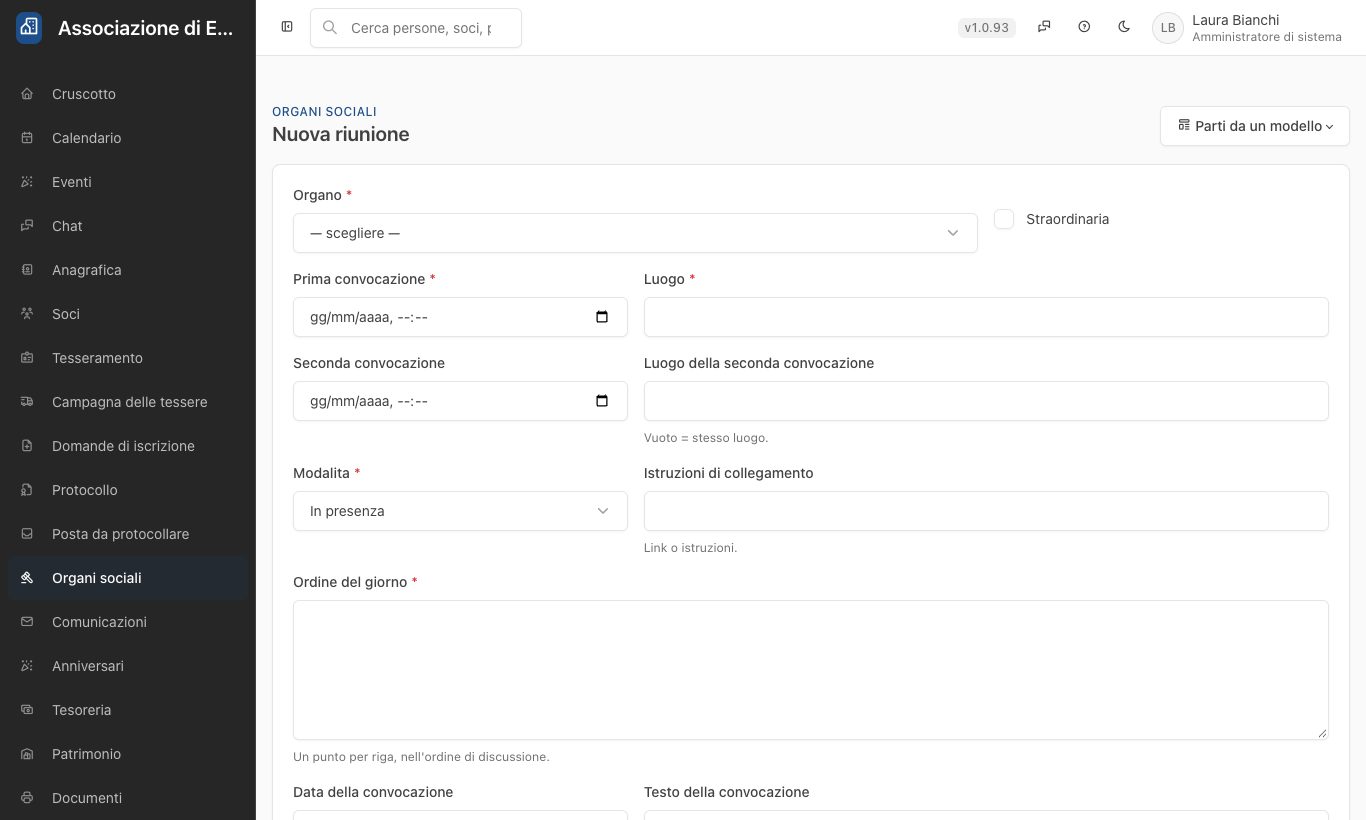 Associazione di E...
Cerca persone, soci, p
v1.0.93
LB
Laura Bianchi
Amministratore di sistema
Cruscotto
Calendario
Eventi
Chat
Anagrafica
Soci
Tesseramento
Campagna delle tessere
Domande di iscrizione
Protocollo
Posta da protocollare
Organi sociali
Comunicazioni
Anniversari
Tesoreria
Patrimonio
Documenti
ORGANI SOCIALI
Nuova riunione
Parti da un modello
Organo *
— scegliere —
Straordinaria
Prima convocazione *
Luogo *
gg/mm/aaaa, --:--
Seconda convocazione
Luogo della seconda convocazione
gg/mm/aaaa, --:--
Vuoto = stesso luogo.
Modalita *
Istruzioni di collegamento
In presenza
Link o istruzioni.
Ordine del giorno *
Un punto per riga, nell'ordine di discussione.
Data della convocazione
Testo della convocazione